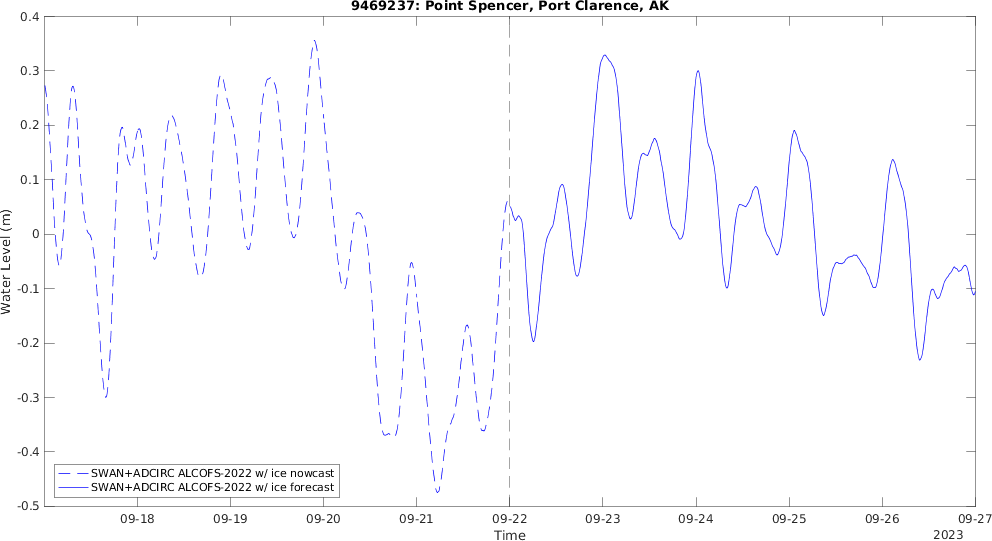 9469237: Point Spencer, Port Clarence, AK
0.4
0.3
0.2
0.1
0
-0.1
-0.2
-0.3
-0.4
-0.5
Water Level (m)
SWAN+ADCIRC ALCOFS-2022 w/ ice nowcast
SWAN+ADCIRC ALCOFS-2022 w/ ice forecast
09-18 09-19 09-20 09-21 09-22 09-23 09-24 09-25 09-26 09-27
Time
2023